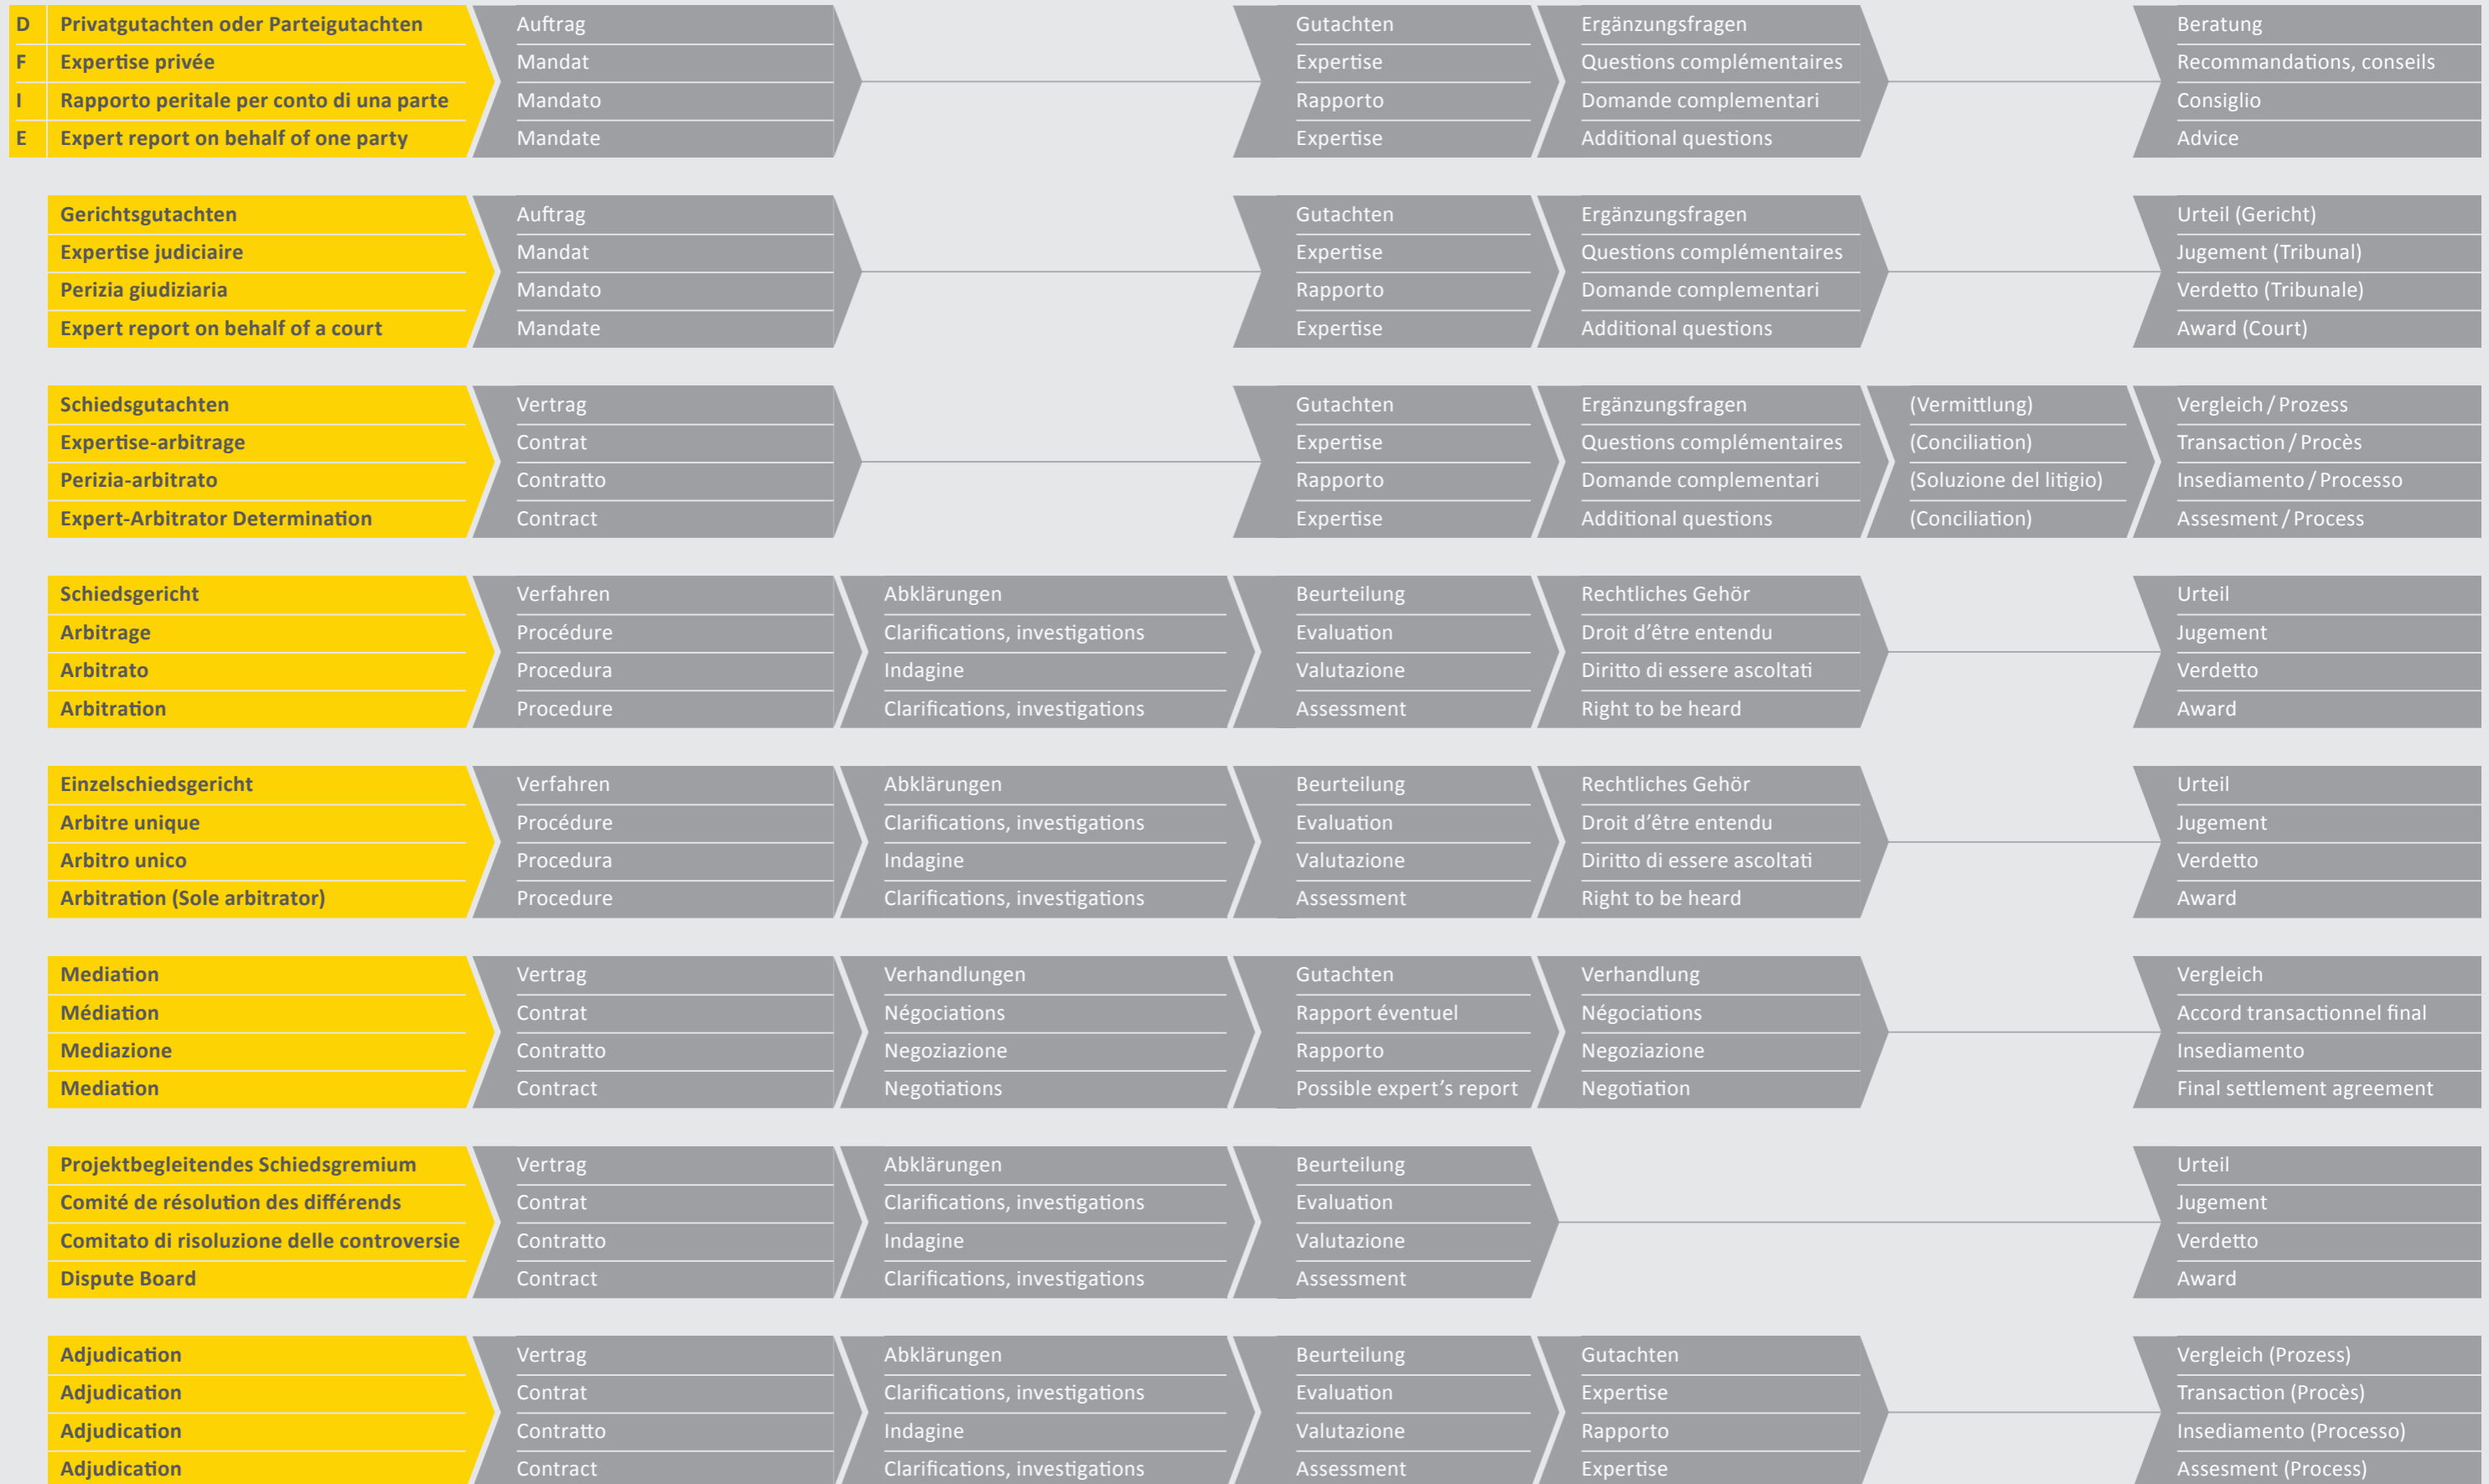 D Privatgutachten oder Parteigutachten Auftrag Gutachten Ergänzungsfragen Beratung
F Expertise privée Mandat Expertise Questions complémentaires Recommandations, conseils
I Rapporto peritale per conto di una parte Mandato Rapporto Domande complementari Consiglio
E Expert report on behalf of one party Mandate Expertise Additional questions Advice
Gerichtsgutachten Auftrag Gutachten Ergänzungsfragen Urteil (Gericht)
Expertise judiciaire Mandat Expertise Questions complémentaires Jugement (Tribunal)
Perizia giudiziaria Mandato Rapporto Domande complementari Verdetto (Tribunale)
Expert report on behalf of a court Mandate Expertise Additional questions Award (Court)
Schiedsgutachten Vertrag Gutachten Ergänzungsfragen (Vermittlung) Vergleich / Prozess
Expertise-arbitrage Contrat Expertise Questions complémentaires (Conciliation) Transaction / Procès
Perizia-arbitrato Contratto Rapporto Domande complementari (Soluzione del litigio) Insediamento / Processo
Expert-Arbitrator Determination Contract Expertise Additional questions (Conciliation) Assesment / Process
Schiedsgericht Verfahren Abklärungen Beurteilung Rechtliches Gehör Urteil
Arbitrage Procédure Clarifications, investigations Evaluation Droit d'être entendu Jugement
Arbitrato Procedura Indagine Valutazione Diritto di essere ascoltati Verdetto
Arbitration Procedure Clarifications, investigations Assessment Right to be heard Award
Einzelschiedsgericht Verfahren Abklärungen Beurteilung Rechtliches Gehör Urteil
Arbitre unique Procédure Clarifications, investigations Evaluation Droit d'être entendu Jugement
Arbitro unico Procedura Indagine Valutazione Diritto di essere ascoltati Verdetto
Arbitration (Sole arbitrator) Procedure Clarifications, investigations Assessment Right to be heard Award
Mediation Vertrag Verhandlungen Gutachten Verhandlung Vergleich
Médiation Contrat Négociations Rapport éventuel Négociations Accord transactionnel final
Mediazione Contratto Negoziazione Rapporto Negoziazione Insediamento
Mediation Contract Negotiations Possible expert's report Negotiation Final settlement agreement
Projektbegleitendes Schiedsgremium Vertrag Abklärungen Beurteilung Urteil
Comité de résolution des différends Contrat Clarifications, investigations Evaluation Jugement
Comitato di risoluzione delle controversie Contratto Indagine Valutazione Verdetto
Dispute Board Contract Clarifications, investigations Assessment Award
Adjudication Vertrag Abklärungen Beurteilung Gutachten Vergleich (Prozess)
Adjudication Contrat Clarifications, investigations Evaluation Expertise Transaction (Procès)
Adjudication Contratto Indagine Valutazione Rapporto Insediamento (Processo)
Adjudication Contract Clarifications, investigations Assessment Expertise Assesment (Process)